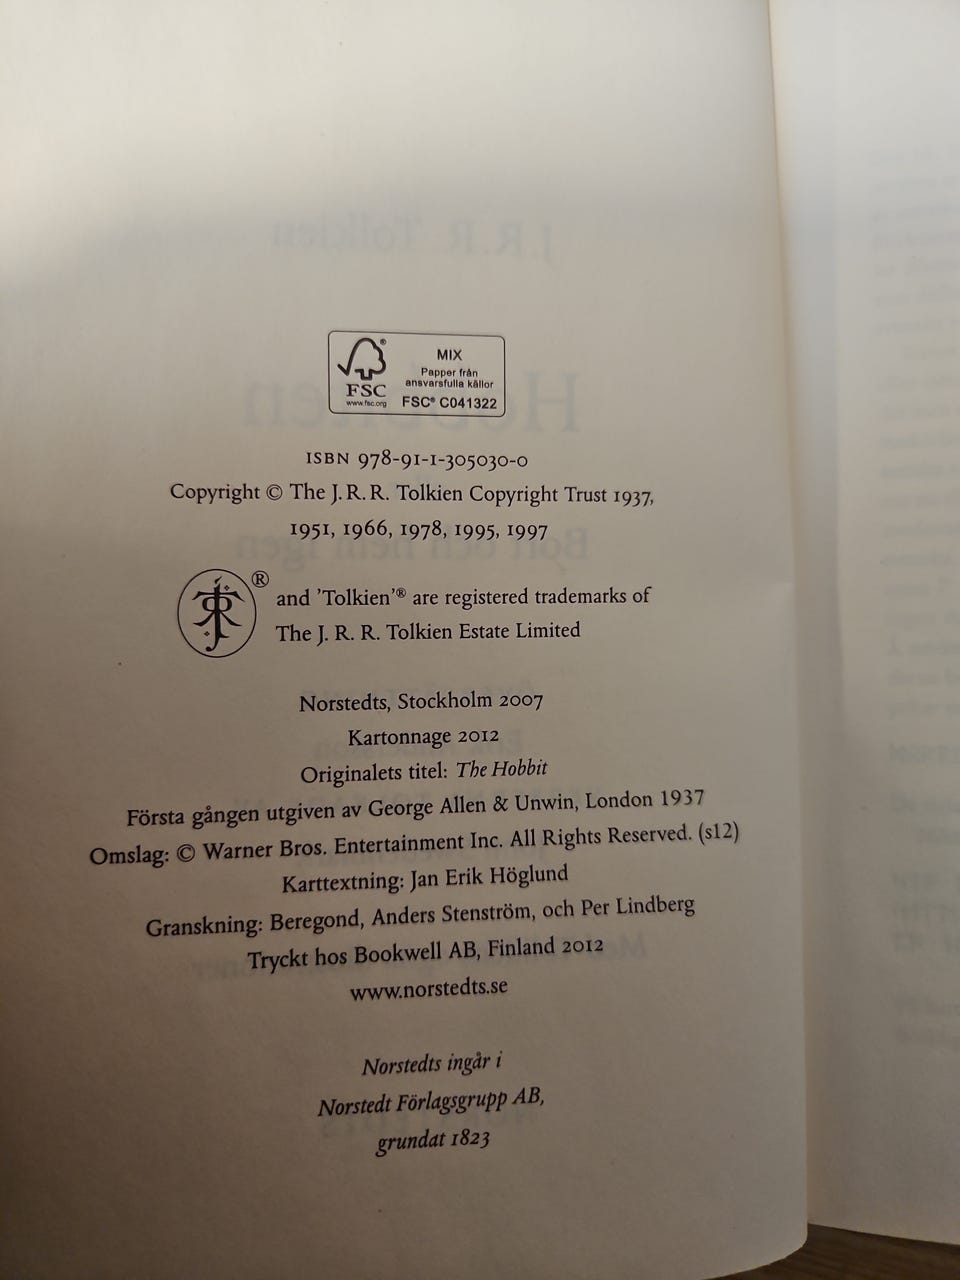 MIX
Papper från
ansvarsfulla källor
FSC® C041322
®
FSC
www.fsc.org
ISBN 978-91-1-305030-0
Copyright © The J. R. R. Tolkien Copyright Trust 1937,
1951, 1966, 1978, 1995, 1997
® and 'Tolkien'® are registered trademarks of
The J. R. R. Tolkien Estate Limited
Norstedts, Stockholm 2007
Kartonnage 2012
Originalets titel: The Hobbit
Första gången utgiven av George Allen & Unwin, London 1937
Omslag: © Warner Bros. Entertainment Inc. All Rights Reserved. (s12)
Karttextning: Jan Erik Höglund
Granskning: Beregond, Anders Stenström, och Per Lindberg
Tryckt hos Bookwell AB, Finland 2012
www.norstedts.se
Norstedts ingår i
Norstedt Förlagsgrupp AB,
grundat 1823